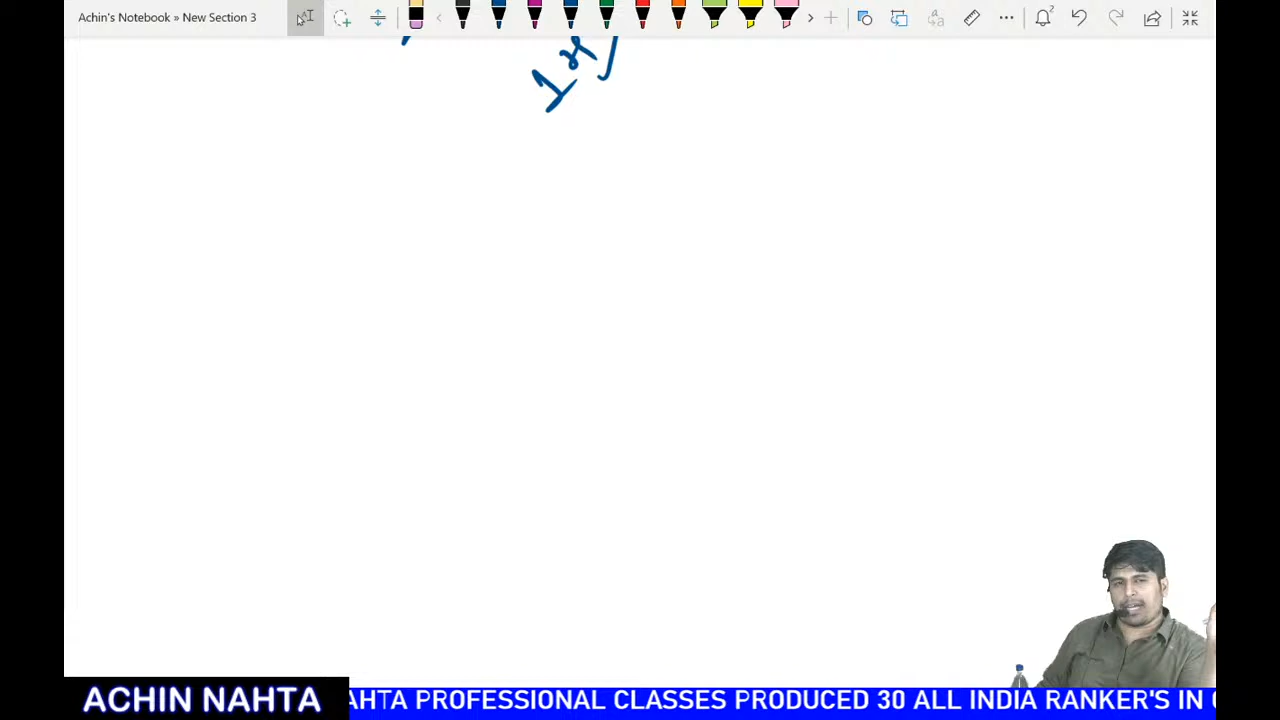 Achin's Notebook » New Section 3
1
ACHIN NAHTA
AHTA PROFESSIONAL CLASSES PRODUCED 30 ALL INDIA RANKER'S IN